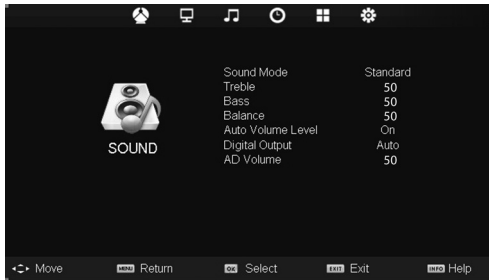 Sound Mode Standard
Treble 50
Bass 50
Balance 50
Auto Volume Level On
Digital Output Auto
AD Volume 50
SOUND
Move MENU Return OK Select EXIT Exit INFO Help